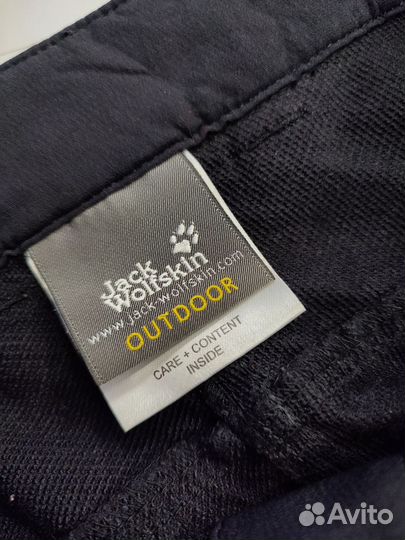 Jack
Wolfskin
www.jack-wolfskin.com
OUTDOOR
CARE + CONTENT
INSIDE
Avito